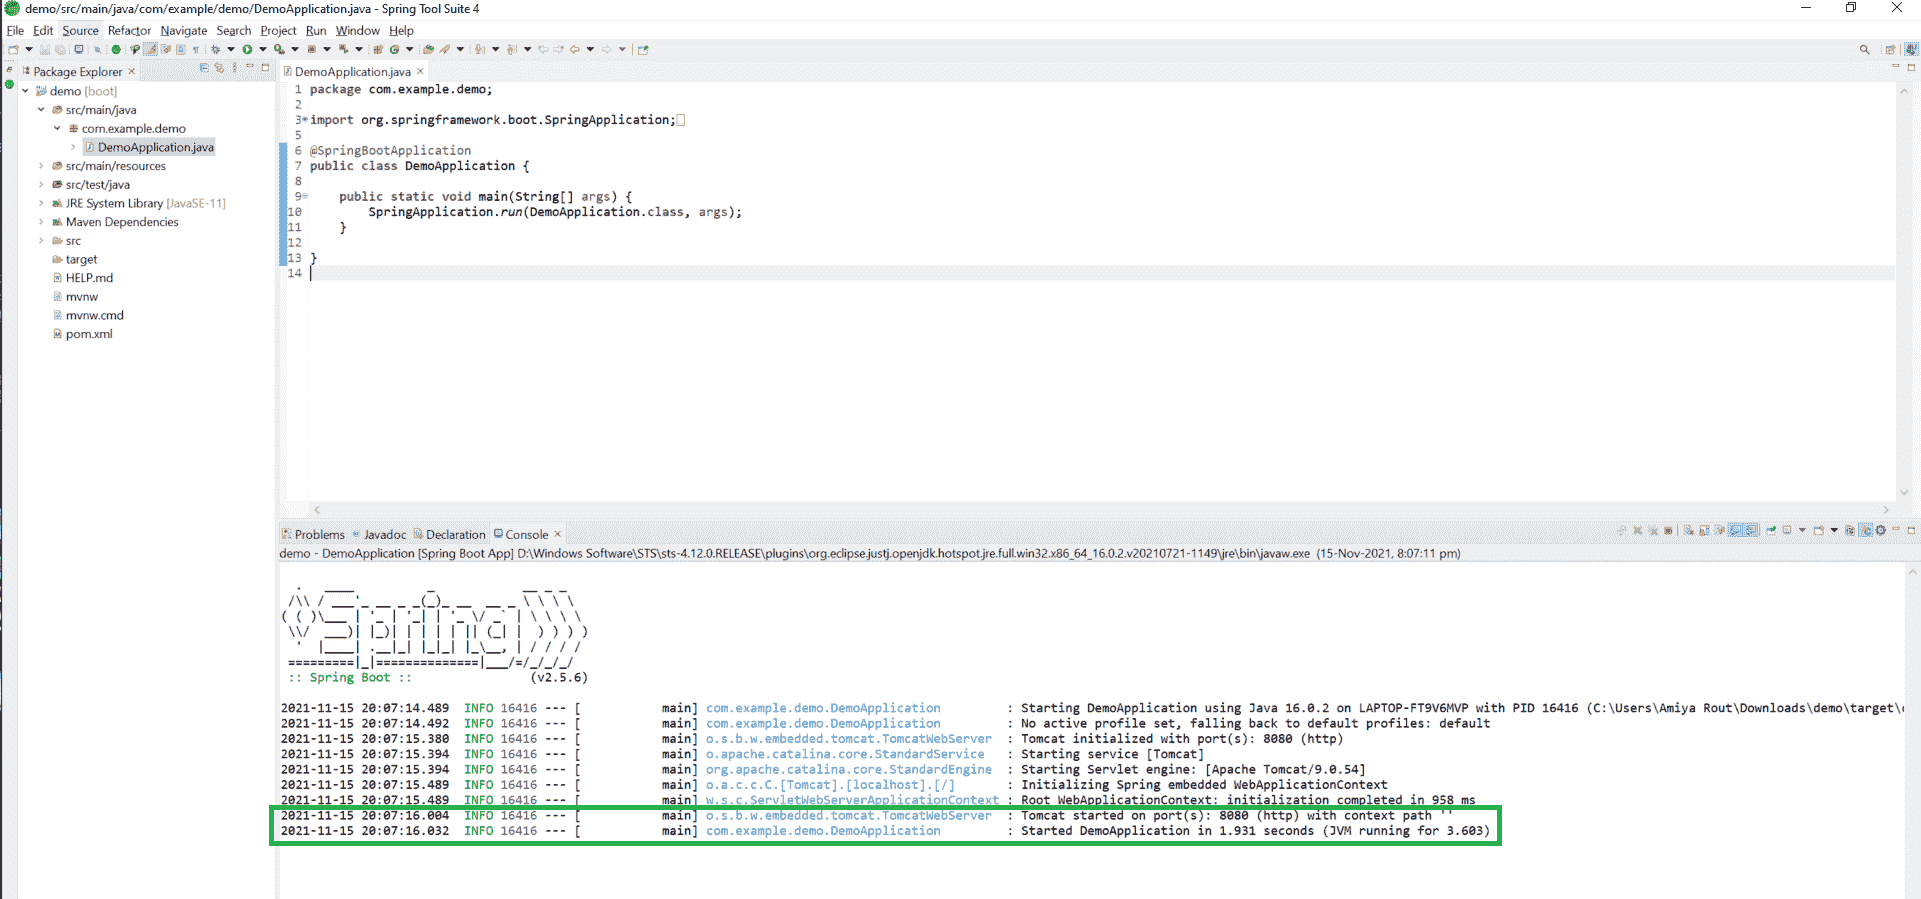 demo/src/main/java/com/example/demo/DemoApplication.java - Spring Tool Suite 4
File Edit Source Refactor Navigate Search Project Run Window Help
Package Explorer
demo [boot]
src/main/java
com.example.demo
DemoApplication.java
src/main/resources
src/test/java
JRE System Library [JavaSE-11]
Maven Dependencies
src
target
HELP.md
mvnw
mvnw.cmd
pom.xml
DemoApplication.java
1 package com.example.demo;
2
3 import org.springframework.boot.SpringApplication;
5
6 @SpringBootApplication
7 public class DemoApplication {
8
9     public static void main(String[] args) {
10         SpringApplication.run(DemoApplication.class, args);
11     }
12
13 }
14
Problems Javadoc Declaration Console
demo - DemoApplication [Spring Boot App] D:\Windows Software\STS\sts-4.12.0.RELEASE\plugins\org.eclipse.justj.openjdk.hotspot.jre.full.win32.x86_64_16.0.2.v20210721-1149\jre\bin\javaw.exe (15-Nov-2021, 8:07:11 pm)
Spring
:: Spring Boot :: (v2.5.6)
2021-11-15 20:07:14.489 INFO 16416 --- [ main] com.example.demo.DemoApplication : Starting DemoApplication using Java 16.0.2 on LAPTOP-FT9V6MVP with PID 16416 (C:\Users\Amiya Rout\Downloads\demo\target\c
2021-11-15 20:07:14.492 INFO 16416 --- [ main] com.example.demo.DemoApplication : No active profile set, falling back to default profiles: default
2021-11-15 20:07:15.380 INFO 16416 --- [ main] o.s.b.w.embedded.tomcat.TomcatWebServer : Tomcat initialized with port(s): 8080 (http)
2021-11-15 20:07:15.394 INFO 16416 --- [ main] o.apache.catalina.core.StandardService : Starting service [Tomcat]
2021-11-15 20:07:15.394 INFO 16416 --- [ main] org.apache.catalina.core.StandardEngine : Starting Servlet engine: [Apache Tomcat/9.0.54]
2021-11-15 20:07:15.489 INFO 16416 --- [ main] o.a.c.c.C.[Tomcat].[localhost].[/] : Initializing Spring embedded WebApplicationContext
2021-11-15 20:07:15.489 INFO 16416 --- [ main] w.s.c.ServletWebServerApplicationContext : Root WebApplicationContext: initialization completed in 958 ms
2021-11-15 20:07:16.004 INFO 16416 --- [ main] o.s.b.w.embedded.tomcat.TomcatWebServer : Tomcat started on port(s): 8080 (http) with context path ''
2021-11-15 20:07:16.032 INFO 16416 --- [ main] com.example.demo.DemoApplication : Started DemoApplication in 1.931 seconds (JVM running for 3.603)